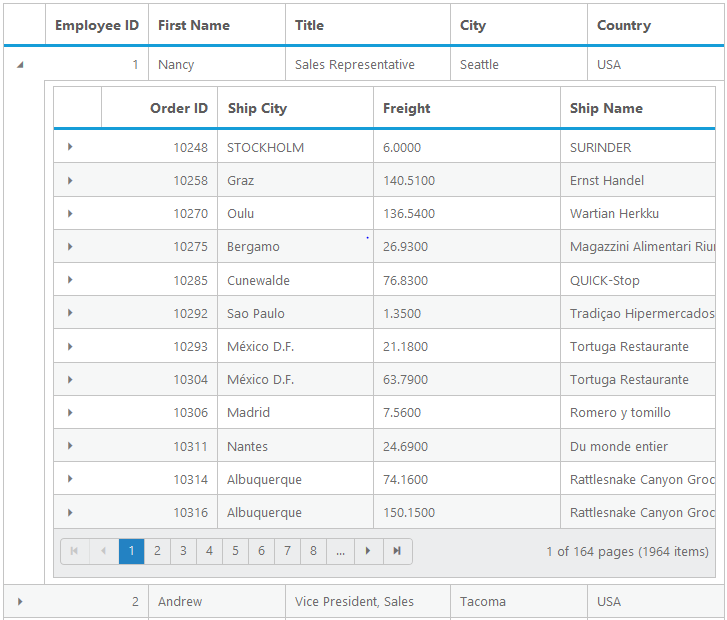 Employee ID First Name Title City Country
1 Nancy Sales Representative Seattle USA
Order ID Ship City Freight Ship Name
10248 STOCKHOLM 6.0000 SURINDER
10258 Graz 140.5100 Ernst Handel
10270 Oulu 136.5400 Wartian Herkku
10275 Bergamo 26.9300 Magazzini Alimentari Riu
10285 Cunewalde 76.8300 QUICK-Stop
10292 Sao Paulo 1.3500 Tradiçao Hipermercados
10293 México D.F. 21.1800 Tortuga Restaurante
10304 México D.F. 63.7900 Tortuga Restaurante
10306 Madrid 7.5600 Romero y tomillo
10311 Nantes 24.6900 Du monde entier
10314 Albuquerque 74.1600 Rattlesnake Canyon Groc
10316 Albuquerque 150.1500 Rattlesnake Canyon Groc
1 2 3 4 5 6 7 8 ... 1 of 164 pages (1964 items)
2 Andrew Vice President, Sales Tacoma USA